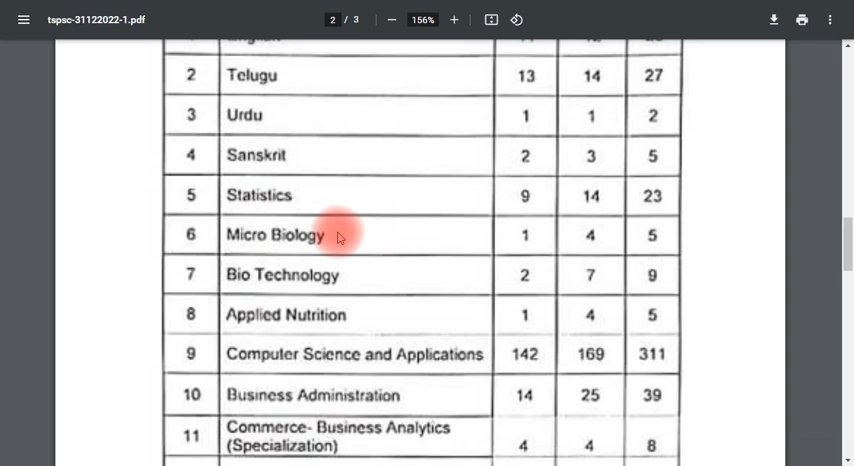 tspsc-31122022-1.pdf 2 / 3 156%
2 Telugu 13 14 27
3 Urdu 1 1 2
4 Sanskrit 2 3 5
5 Statistics 9 14 23
6 Micro Biology 1 4 5
7 Bio Technology 2 7 9
8 Applied Nutrition 1 4 5
9 Computer Science and Applications 142 169 311
10 Business Administration 14 25 39
11 Commerce- Business Analytics
(Specialization) 4 4 8